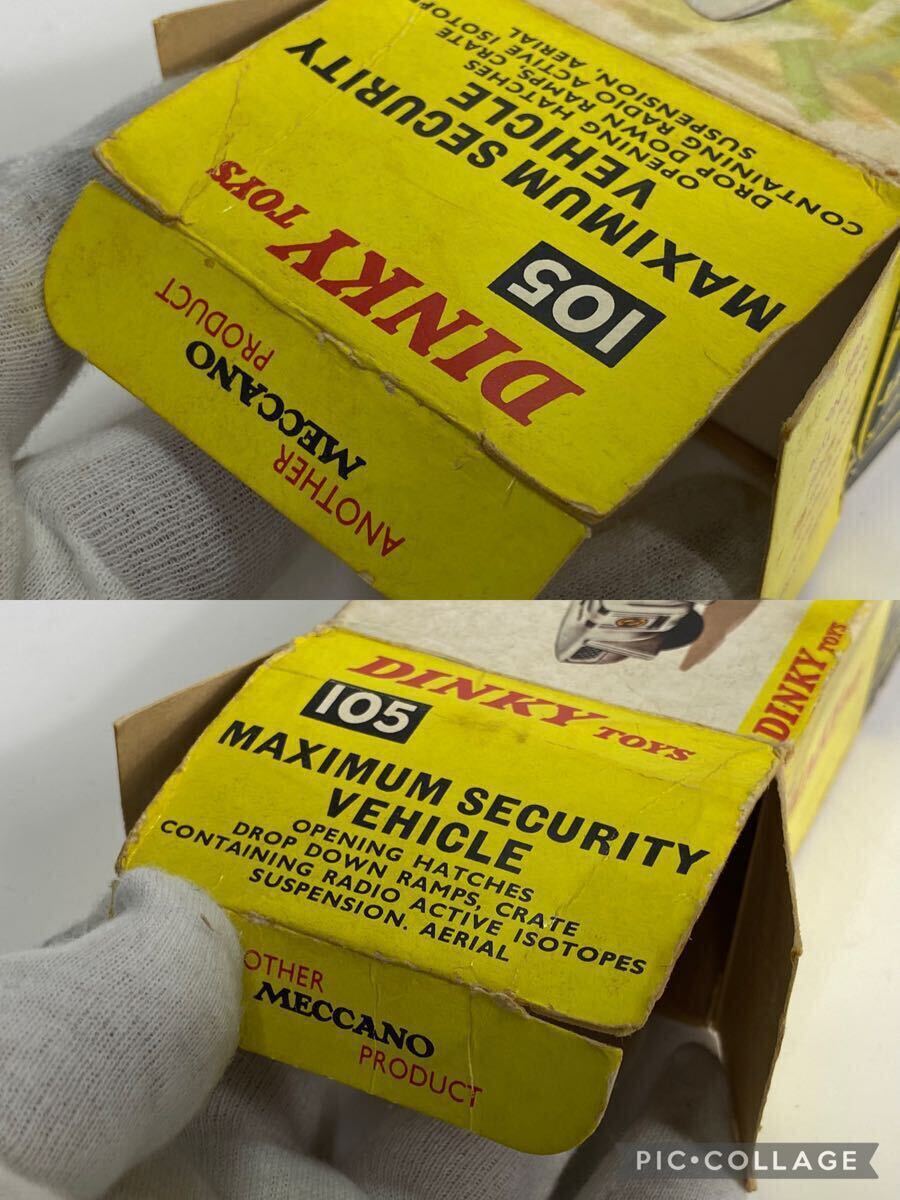 DINKY TOYS
105
MAXIMUM SECURITY
VEHICLE
OPENING HATCHES
DROP DOWN RAMPS, CRATE
CONTAINING RADIO ACTIVE ISOTOPE
SUSPENSION, AERIAL
ANOTHER
MECCANO
PRODUCT
DINKY TOYS
105
MAXIMUM SECURITY
VEHICLE
OPENING HATCHES
DROP DOWN RAMPS, CRATE
CONTAINING RADIO ACTIVE ISOTOPES
SUSPENSION. AERIAL
OTHER
MECCANO
PRODUCT
DINKY TOYS
PIC•COLLAGE